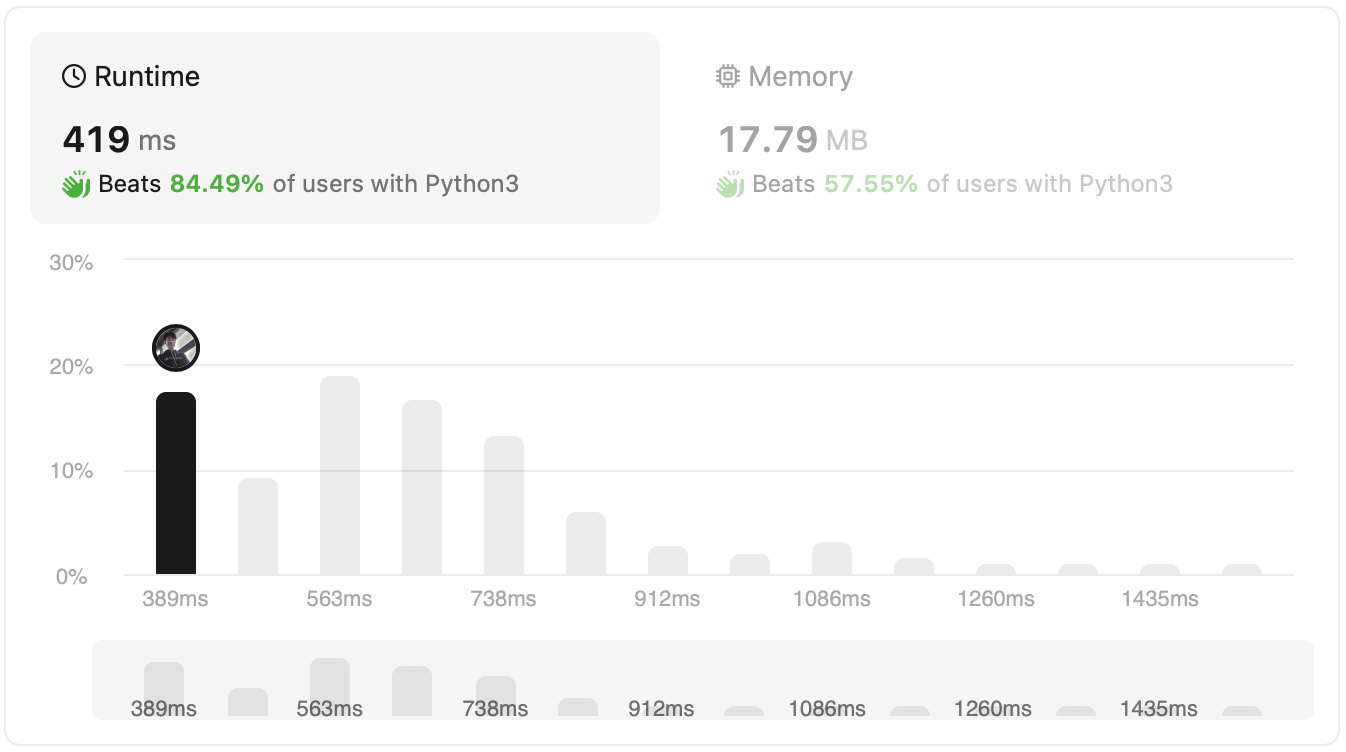 Runtime
419 ms
Beats 84.49% of users with Python3
Memory
17.79 MB
Beats 57.55% of users with Python3
30%
20%
10%
0%
389ms 563ms 738ms 912ms 1086ms 1260ms 1435ms
389ms 563ms 738ms 912ms 1086ms 1260ms 1435ms